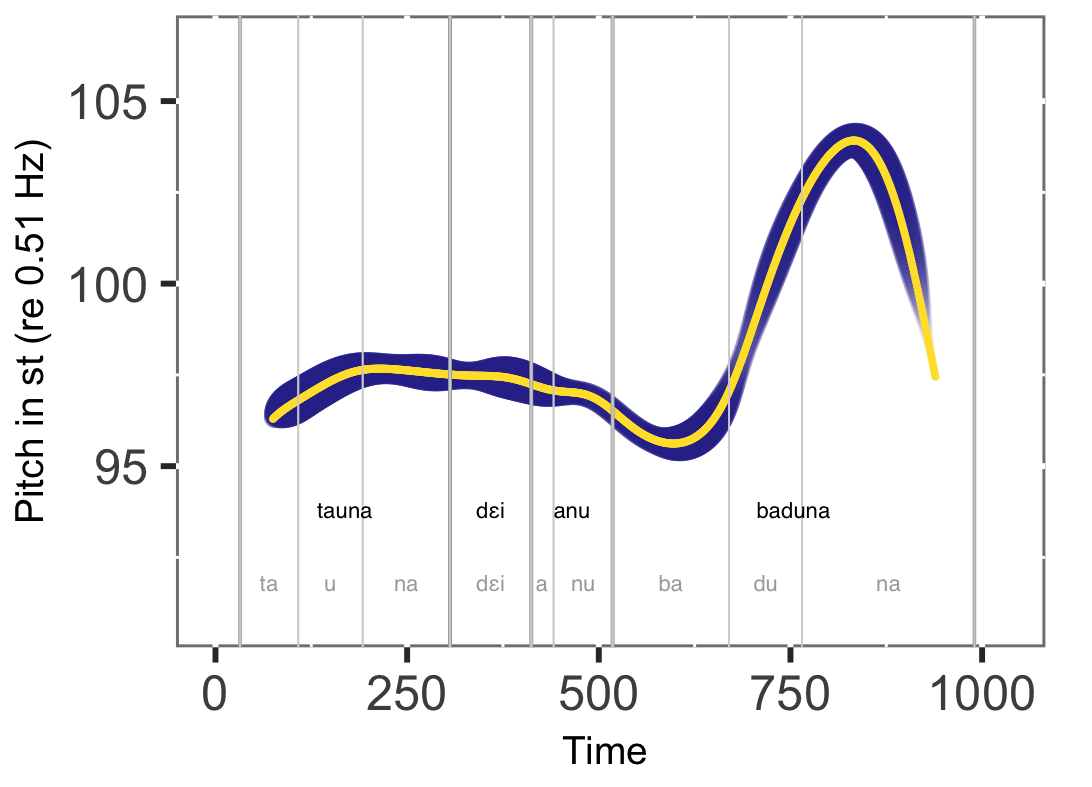 Pitch in st (re 0.51 Hz)
105
100
95
tauna dɛi anu baduna
ta u na dɛi a nu ba du na
0 250 500 750 1000
Time